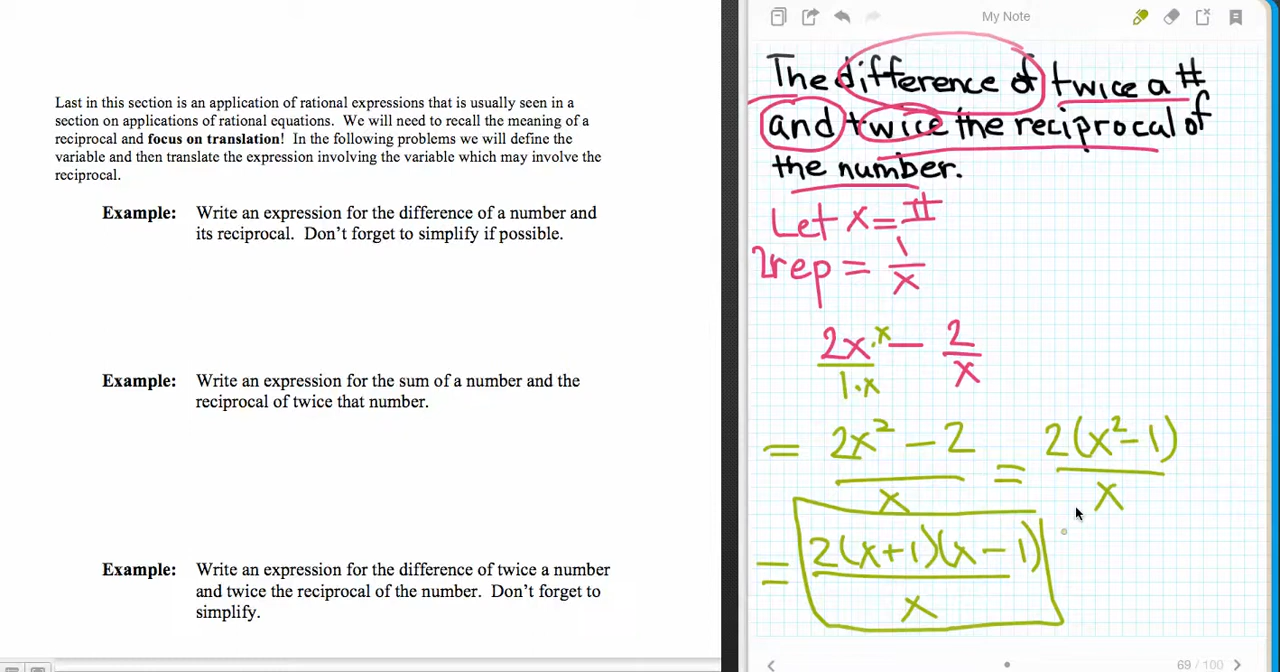 Last in this section is an application of rational expressions that is usually seen in a
section on applications of rational equations. We will need to recall the meaning of a
reciprocal and focus on translation! In the following problems we will define the
variable and then translate the expression involving the variable which may involve the
reciprocal.
Example: Write an expression for the difference of a number and
its reciprocal. Don't forget to simplify if possible.
Example: Write an expression for the sum of a number and the
reciprocal of twice that number.
Example: Write an expression for the difference of twice a number
and twice the reciprocal of the number. Don't forget to
simplify.
My Note
The difference of twice a #
and twice the reciprocal of
the number.
Let x = #
rep = 1/x
2x·x/1·x − 2/x
= 2x² − 2/x = 2(x² − 1)/x
= 2(x+1)(x − 1)/x
69 / 100